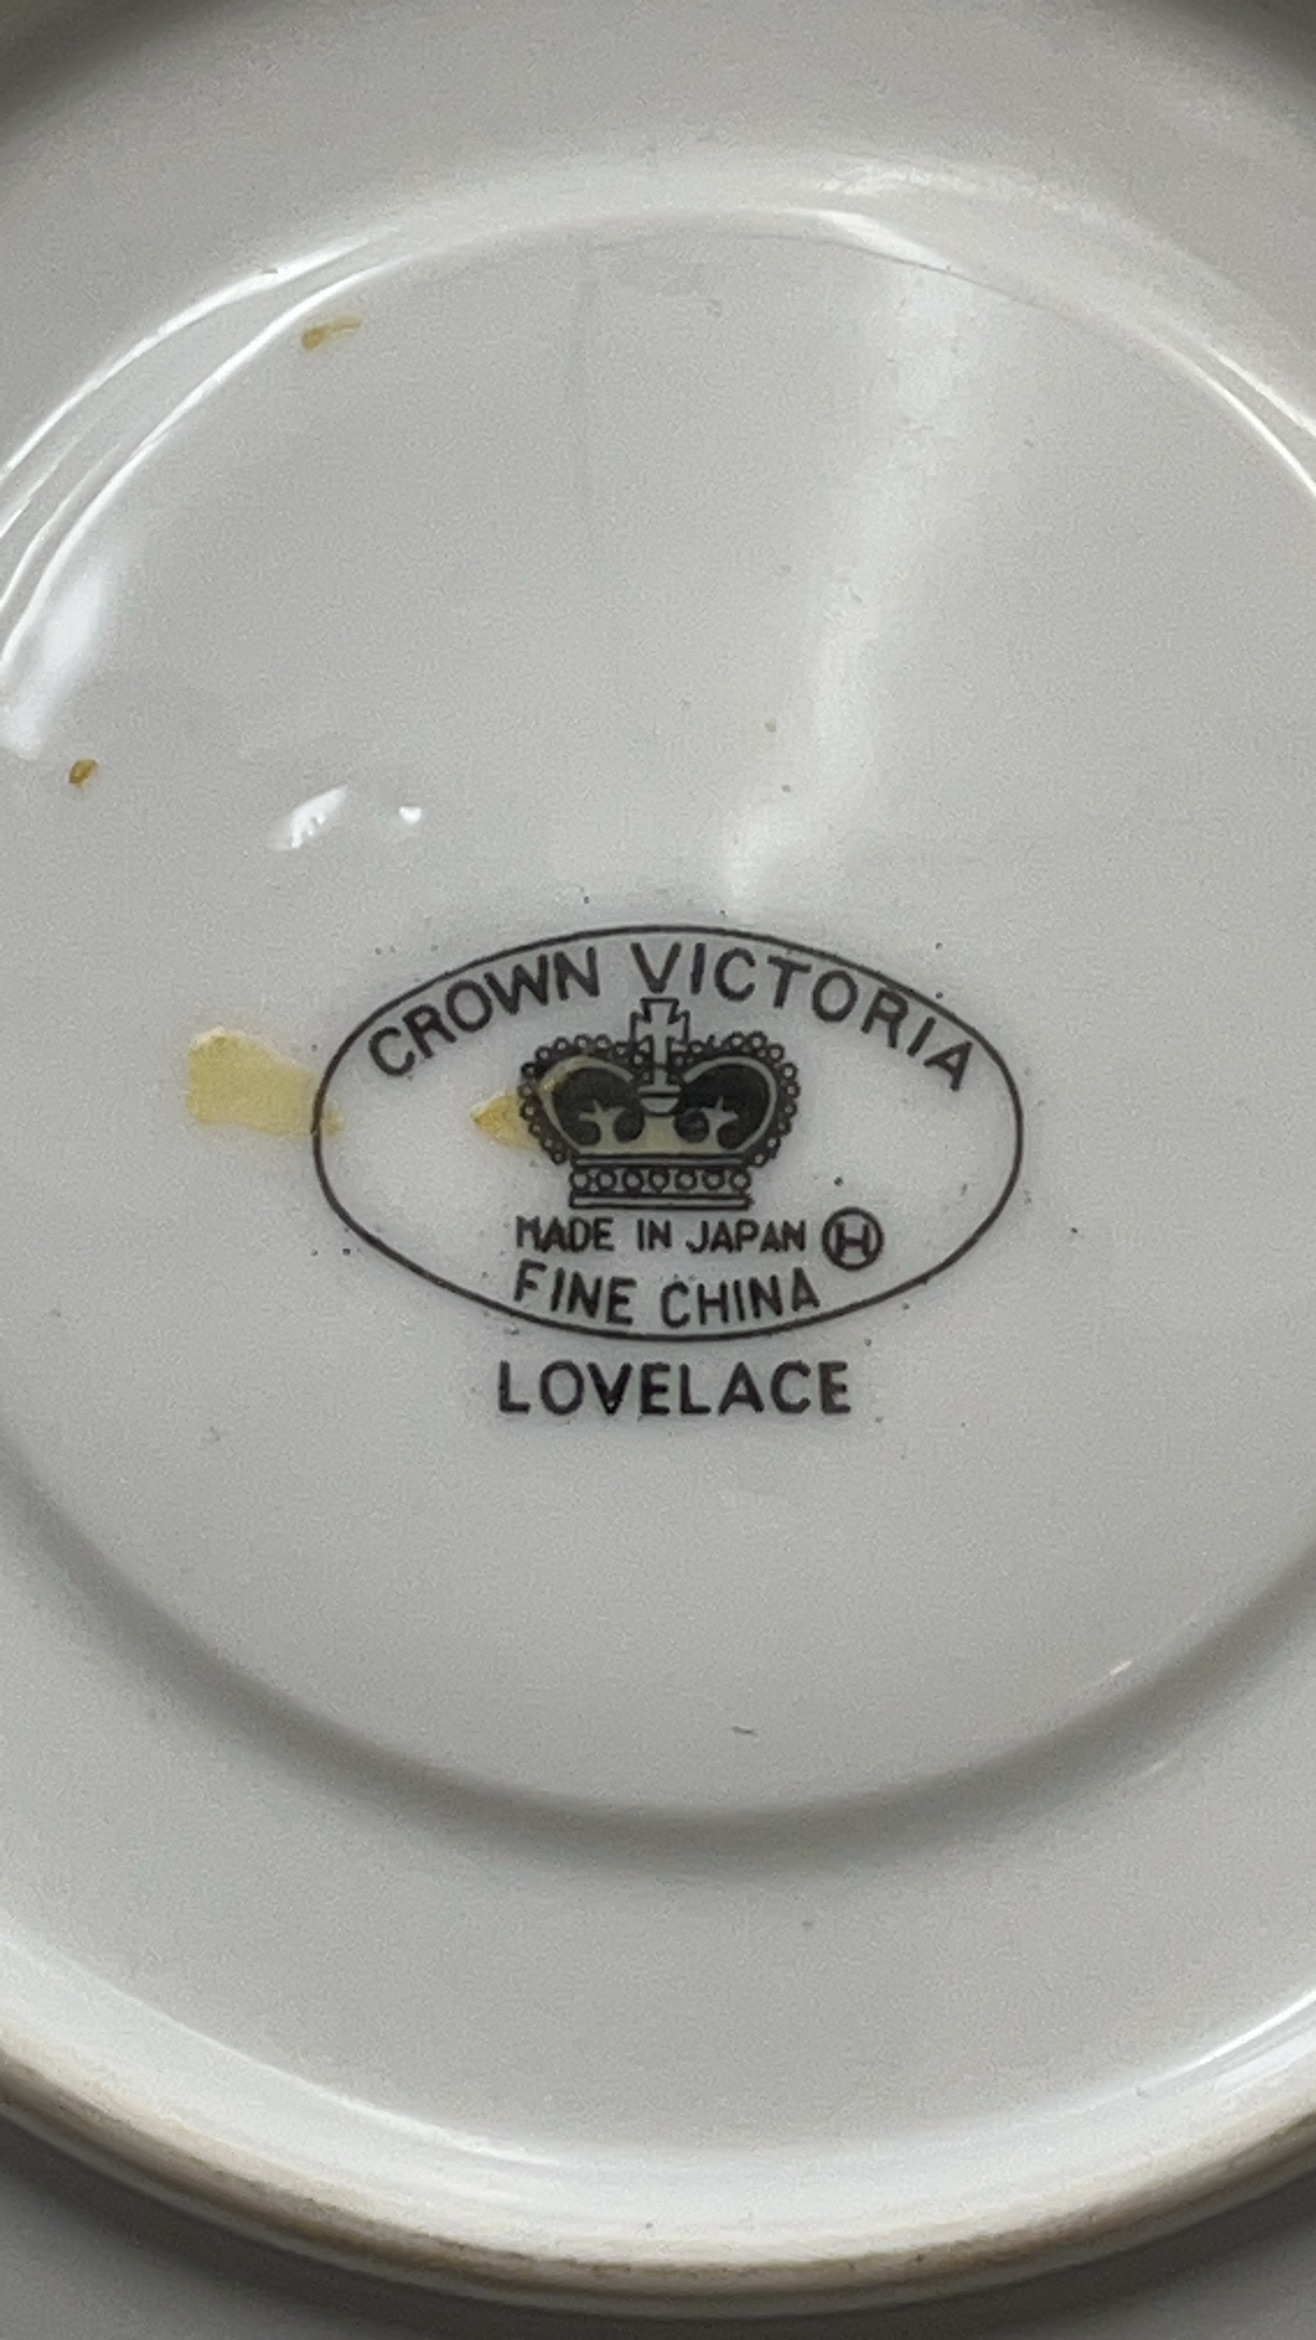 CROWN VICTORIA
MADE IN JAPAN Ⓗ
FINE CHINA
LOVELACE